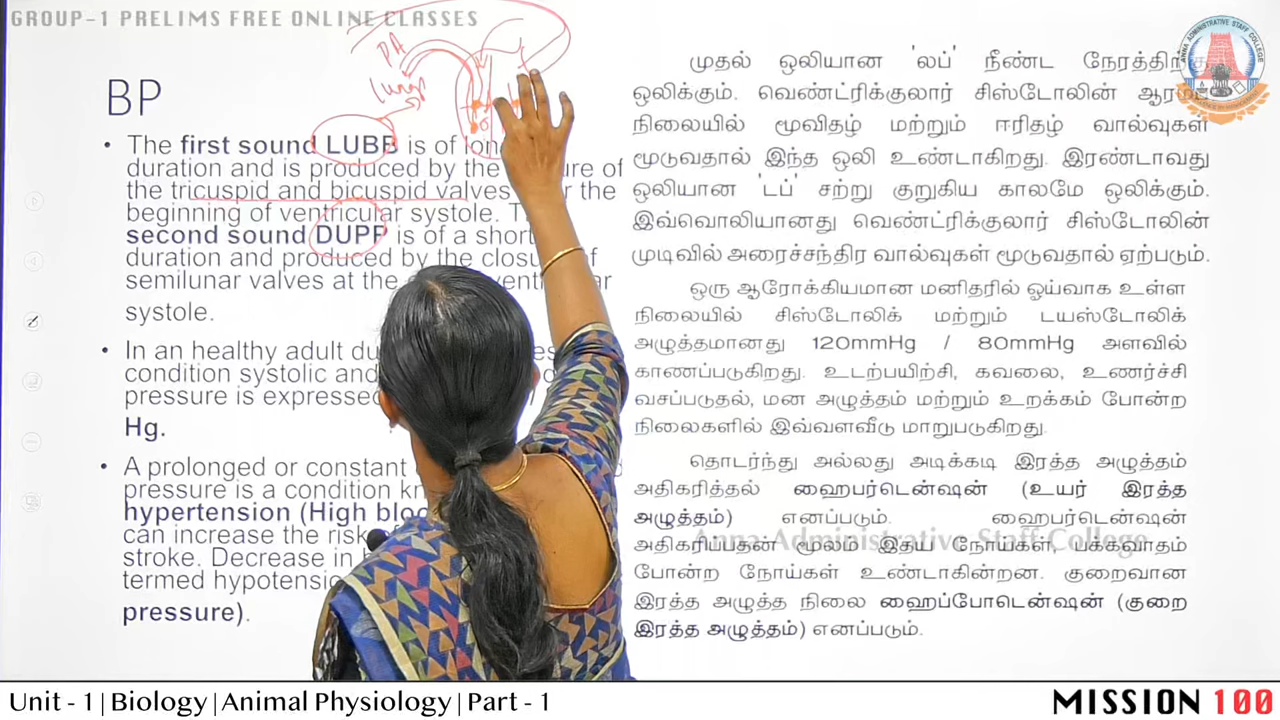 GROUP-1 PRELIMS FREE ONLINE CLASSES
PA
lungs
BP
• The first sound LUBB is of long
duration and is produced by the
the tricuspid and bicuspid valves the
beginning of ventricular systole.
second sound DUPP is of a short
duration and produced by the closure of
semilunar valves at the
systole.
• In an healthy adult
condition systolic and
pressure is expressed
Hg.
• A prolonged or constant
pressure is a condition
hypertension (High
can increase the risk
stroke. Decrease in
termed
pressure).
முதல் ஒலியான 'லப்' நீண்ட
ஒலிக்கும். வெண்ட்ரிக்குலார் சிஸ்டோலின்
நிலையில் மூவிதழ் மற்றும் ஈரிதழ் வால்வுகள்
மூடுவதால் இந்த ஒலி உண்டாகிறது. இரண்டாவது
ஒலியான 'டப்' சற்று குறுகிய காலமே ஒலிக்கும்.
இவ்வொலியானது வெண்ட்ரிக்குலார் சிஸ்டோலின்
முடிவில் அரைச்சந்திர வால்வுகள் மூடுவதால் ஏற்படும்.
ஒரு ஆரோக்கியமான மனிதரில் ஓய்வாக உள்ள
நிலையில் சிஸ்டோலிக் மற்றும் டயஸ்டோலிக்
அழுத்தமானது 120mmHg / 80mmHg அளவில்
காணப்படுகிறது. உடற்பயிற்சி, கவலை, உணர்ச்சி
வசப்படுதல், மன அழுத்தம் மற்றும் உறக்கம் போன்ற
நிலைகளில் இவ்வளவீடு மாறுபடுகிறது.
தொடர்ந்து அல்லது அடிக்கடி இரத்த அழுத்தம்
அதிகரித்தல் ஹைபர்டென்ஷன் (உயர் இரத்த
அழுத்தம்) எனப்படும். ஹைபர்டென்ஷன்
அதிகரிப்பதன் மூலம் இதய நோய்கள், பக்கவாதம்
போன்ற நோய்கள் உண்டாகின்றன. குறைவான
இரத்த அழுத்த நிலை ஹைப்போடென்ஷன் (குறை
இரத்த அழுத்தம்) எனப்படும்.
Anna Administrative Staff College
ANNA ADMINISTRATIVE STAFF COLLEGE
Unit - 1 | Biology | Animal Physiology | Part - 1
MISSION 100